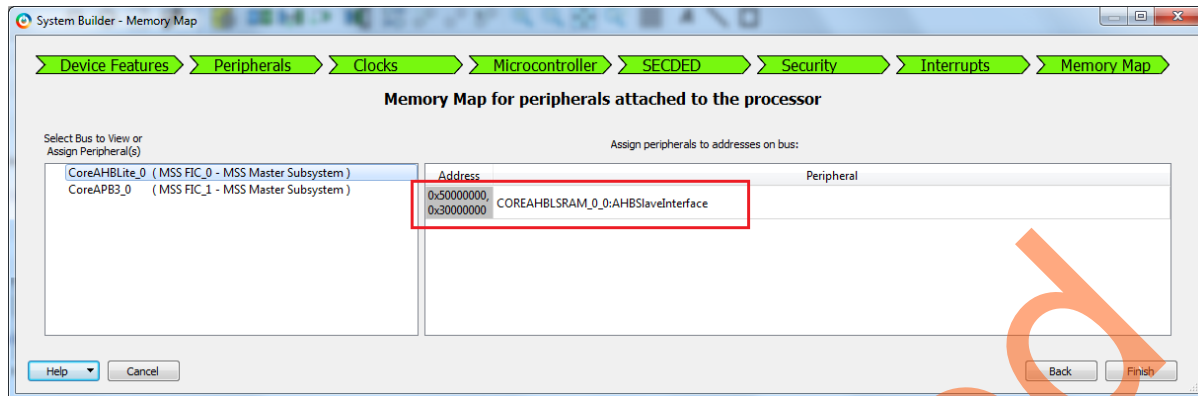 System Builder - Memory Map
Device Features Peripherals Clocks Microcontroller SECDED Security Interrupts Memory Map
Memory Map for peripherals attached to the processor
Select Bus to View or
Assign Peripheral(s)
Assign peripherals to addresses on bus:
CoreAHBLite_0 ( MSS FIC_0 - MSS Master Subsystem )
CoreAPB3_0 ( MSS FIC_1 - MSS Master Subsystem )
Address Peripheral
0x50000000,
0x30000000
COREAHBLSRAM_0_0:AHBSlaveInterface
Help Cancel Back Finish